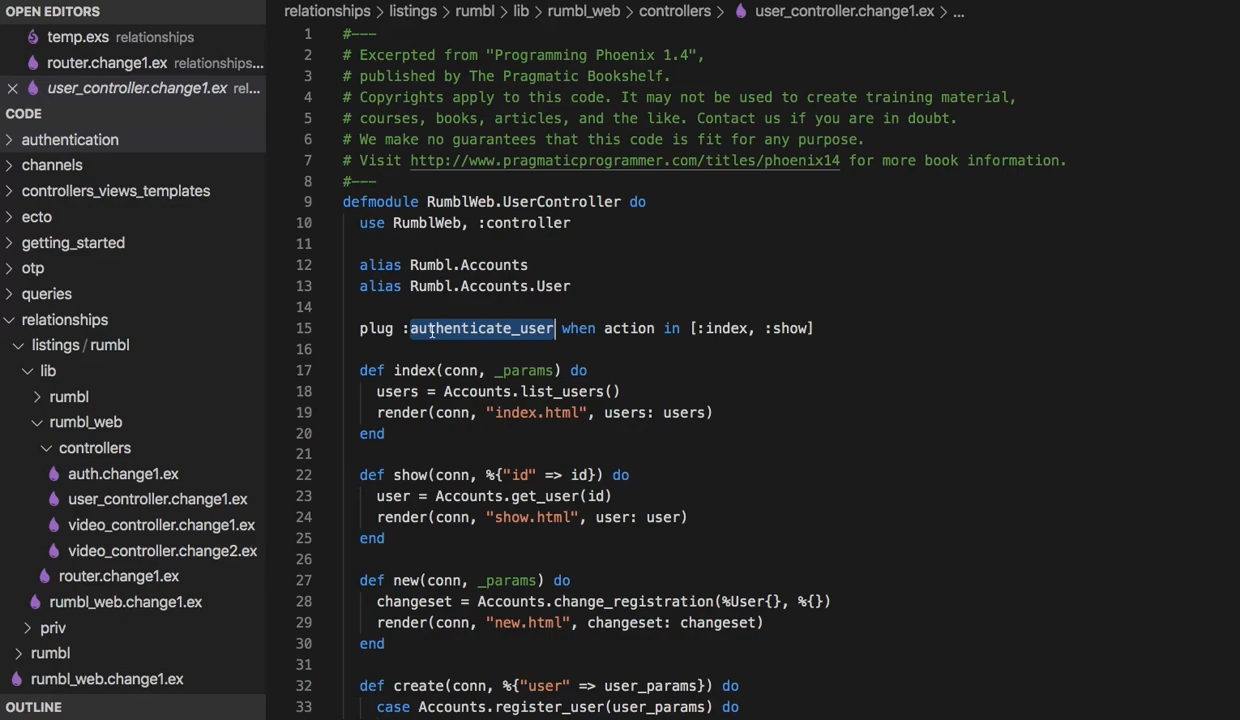 OPEN EDITORS
temp.exs relationships
router.change1.ex relationships...
user_controller.change1.ex rel...
CODE
authentication
channels
controllers_views_templates
ecto
getting_started
otp
queries
relationships
listings / rumbl
lib
rumbl
rumbl_web
controllers
auth.change1.ex
user_controller.change1.ex
video_controller.change1.ex
video_controller.change2.ex
router.change1.ex
rumbl_web.change1.ex
priv
rumbl
rumbl_web.change1.ex
OUTLINE
relationships > listings > rumbl > lib > rumbl_web > controllers > user_controller.change1.ex > ...
1 #---
2 # Excerpted from "Programming Phoenix 1.4",
3 # published by The Pragmatic Bookshelf.
4 # Copyrights apply to this code. It may not be used to create training material,
5 # courses, books, articles, and the like. Contact us if you are in doubt.
6 # We make no guarantees that this code is fit for any purpose.
7 # Visit http://www.pragmaticprogrammer.com/titles/phoenix14 for more book information.
8 #---
9 defmodule RumblWeb.UserController do
10 use RumblWeb, :controller
11
12 alias Rumbl.Accounts
13 alias Rumbl.Accounts.User
14
15 plug :authenticate_user when action in [:index, :show]
16
17 def index(conn, _params) do
18 users = Accounts.list_users()
19 render(conn, "index.html", users: users)
20 end
21
22 def show(conn, %{"id" => id}) do
23 user = Accounts.get_user(id)
24 render(conn, "show.html", user: user)
25 end
26
27 def new(conn, _params) do
28 changeset = Accounts.change_registration(%User{}, %{})
29 render(conn, "new.html", changeset: changeset)
30 end
31
32 def create(conn, %{"user" => user_params}) do
33 case Accounts.register_user(user_params) do